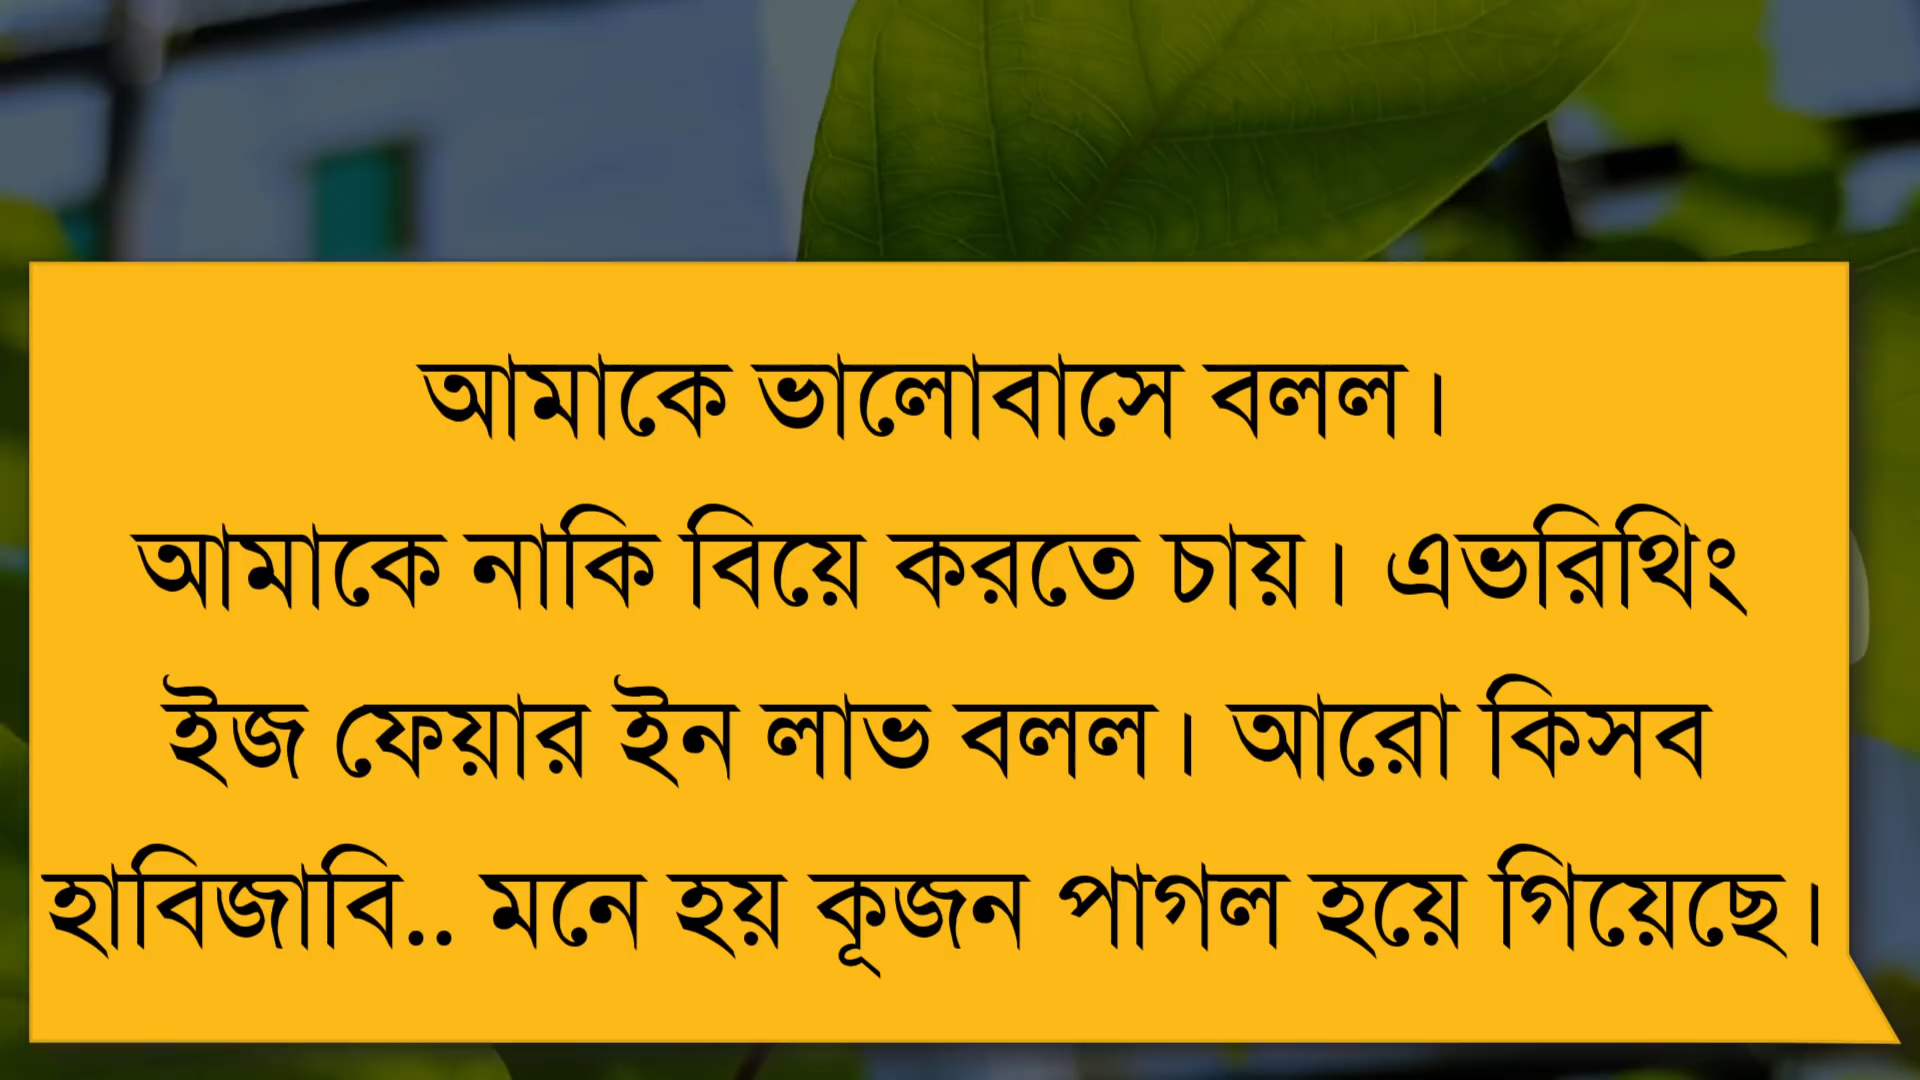 আমাকে ভালোবাসে বলল।
আমাকে নাকি বিয়ে করতে চায়। এভরিথিং
ইজ ফেয়ার ইন লাভ বলল। আরো কিসব
হাবিজাবি.. মনে হয় কূজন পাগল হয়ে গিয়েছে।